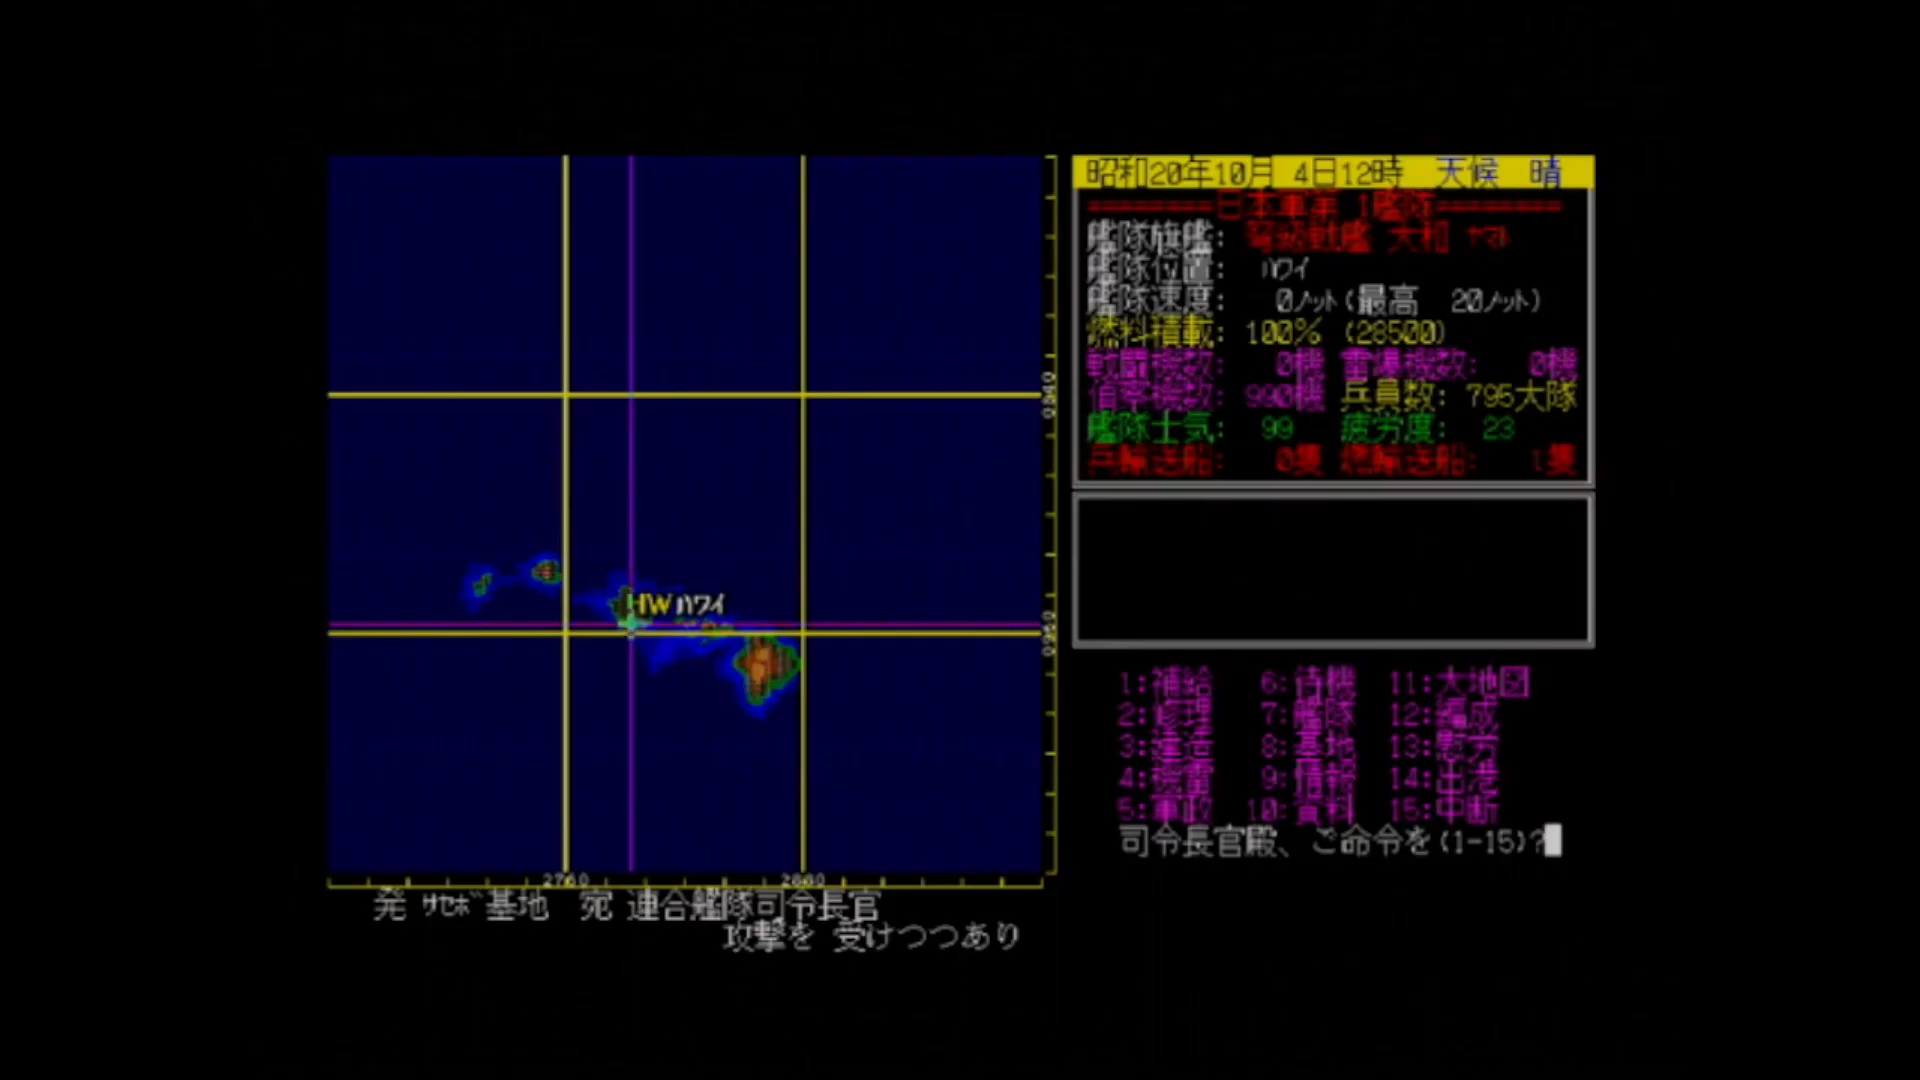 昭和20年10月 4日12時 天候 晴
========日本軍第 1艦隊========
艦隊旗艦: 弩級戦艦 大和 ヤマト
艦隊位置: ハワイ
艦隊速度: 0ノット(最高 20ノット)
燃料積載: 100% (28500)
戦闘機数: 0機 雷爆機数: 0機
偵察機数: 990機 兵員数: 795大隊
艦隊士気: 99 疲労度: 23
兵輸送船: 0隻 燃輸送船: 1隻
0840
HWハワイ
0960
2760 2880
1:補給 6:待機 11:大地図
2:修理 7:艦隊 12:編成
3:建造 8:基地 13:慰労
4:機雷 9:情報 14:出港
5:軍政 10:資料 15:中断
司令長官殿、ご命令を(1-15)?
発 サセボ基地 宛 連合艦隊司令長官
攻撃を 受けつつあり